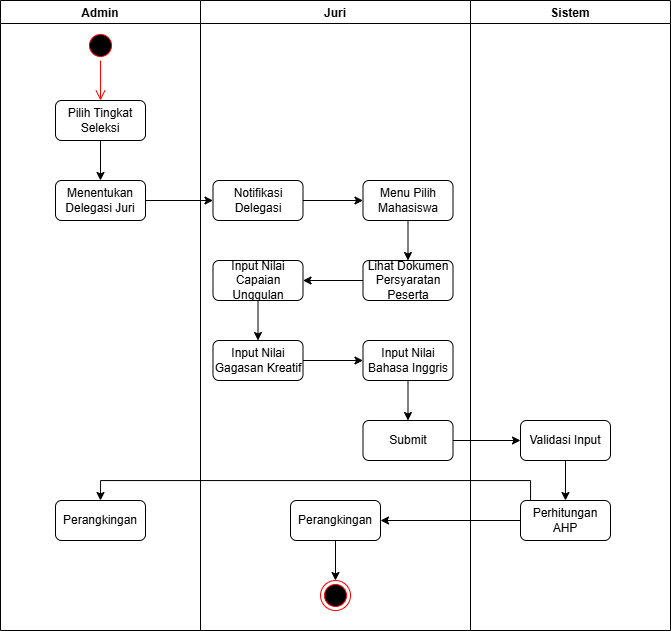 Admin
Juri
Sistem
Pilih Tingkat
Seleksi
Menentukan
Delegasi Juri
Notifikasi
Delegasi
Menu Pilih
Mahasiswa
Input Nilai
Capaian
Unggulan
Lihat Dokumen
Persyaratan
Peserta
Input Nilai
Gagasan Kreatif
Input Nilai
Bahasa Inggris
Submit
Validasi Input
Perangkingan
Perangkingan
Perhitungan
AHP